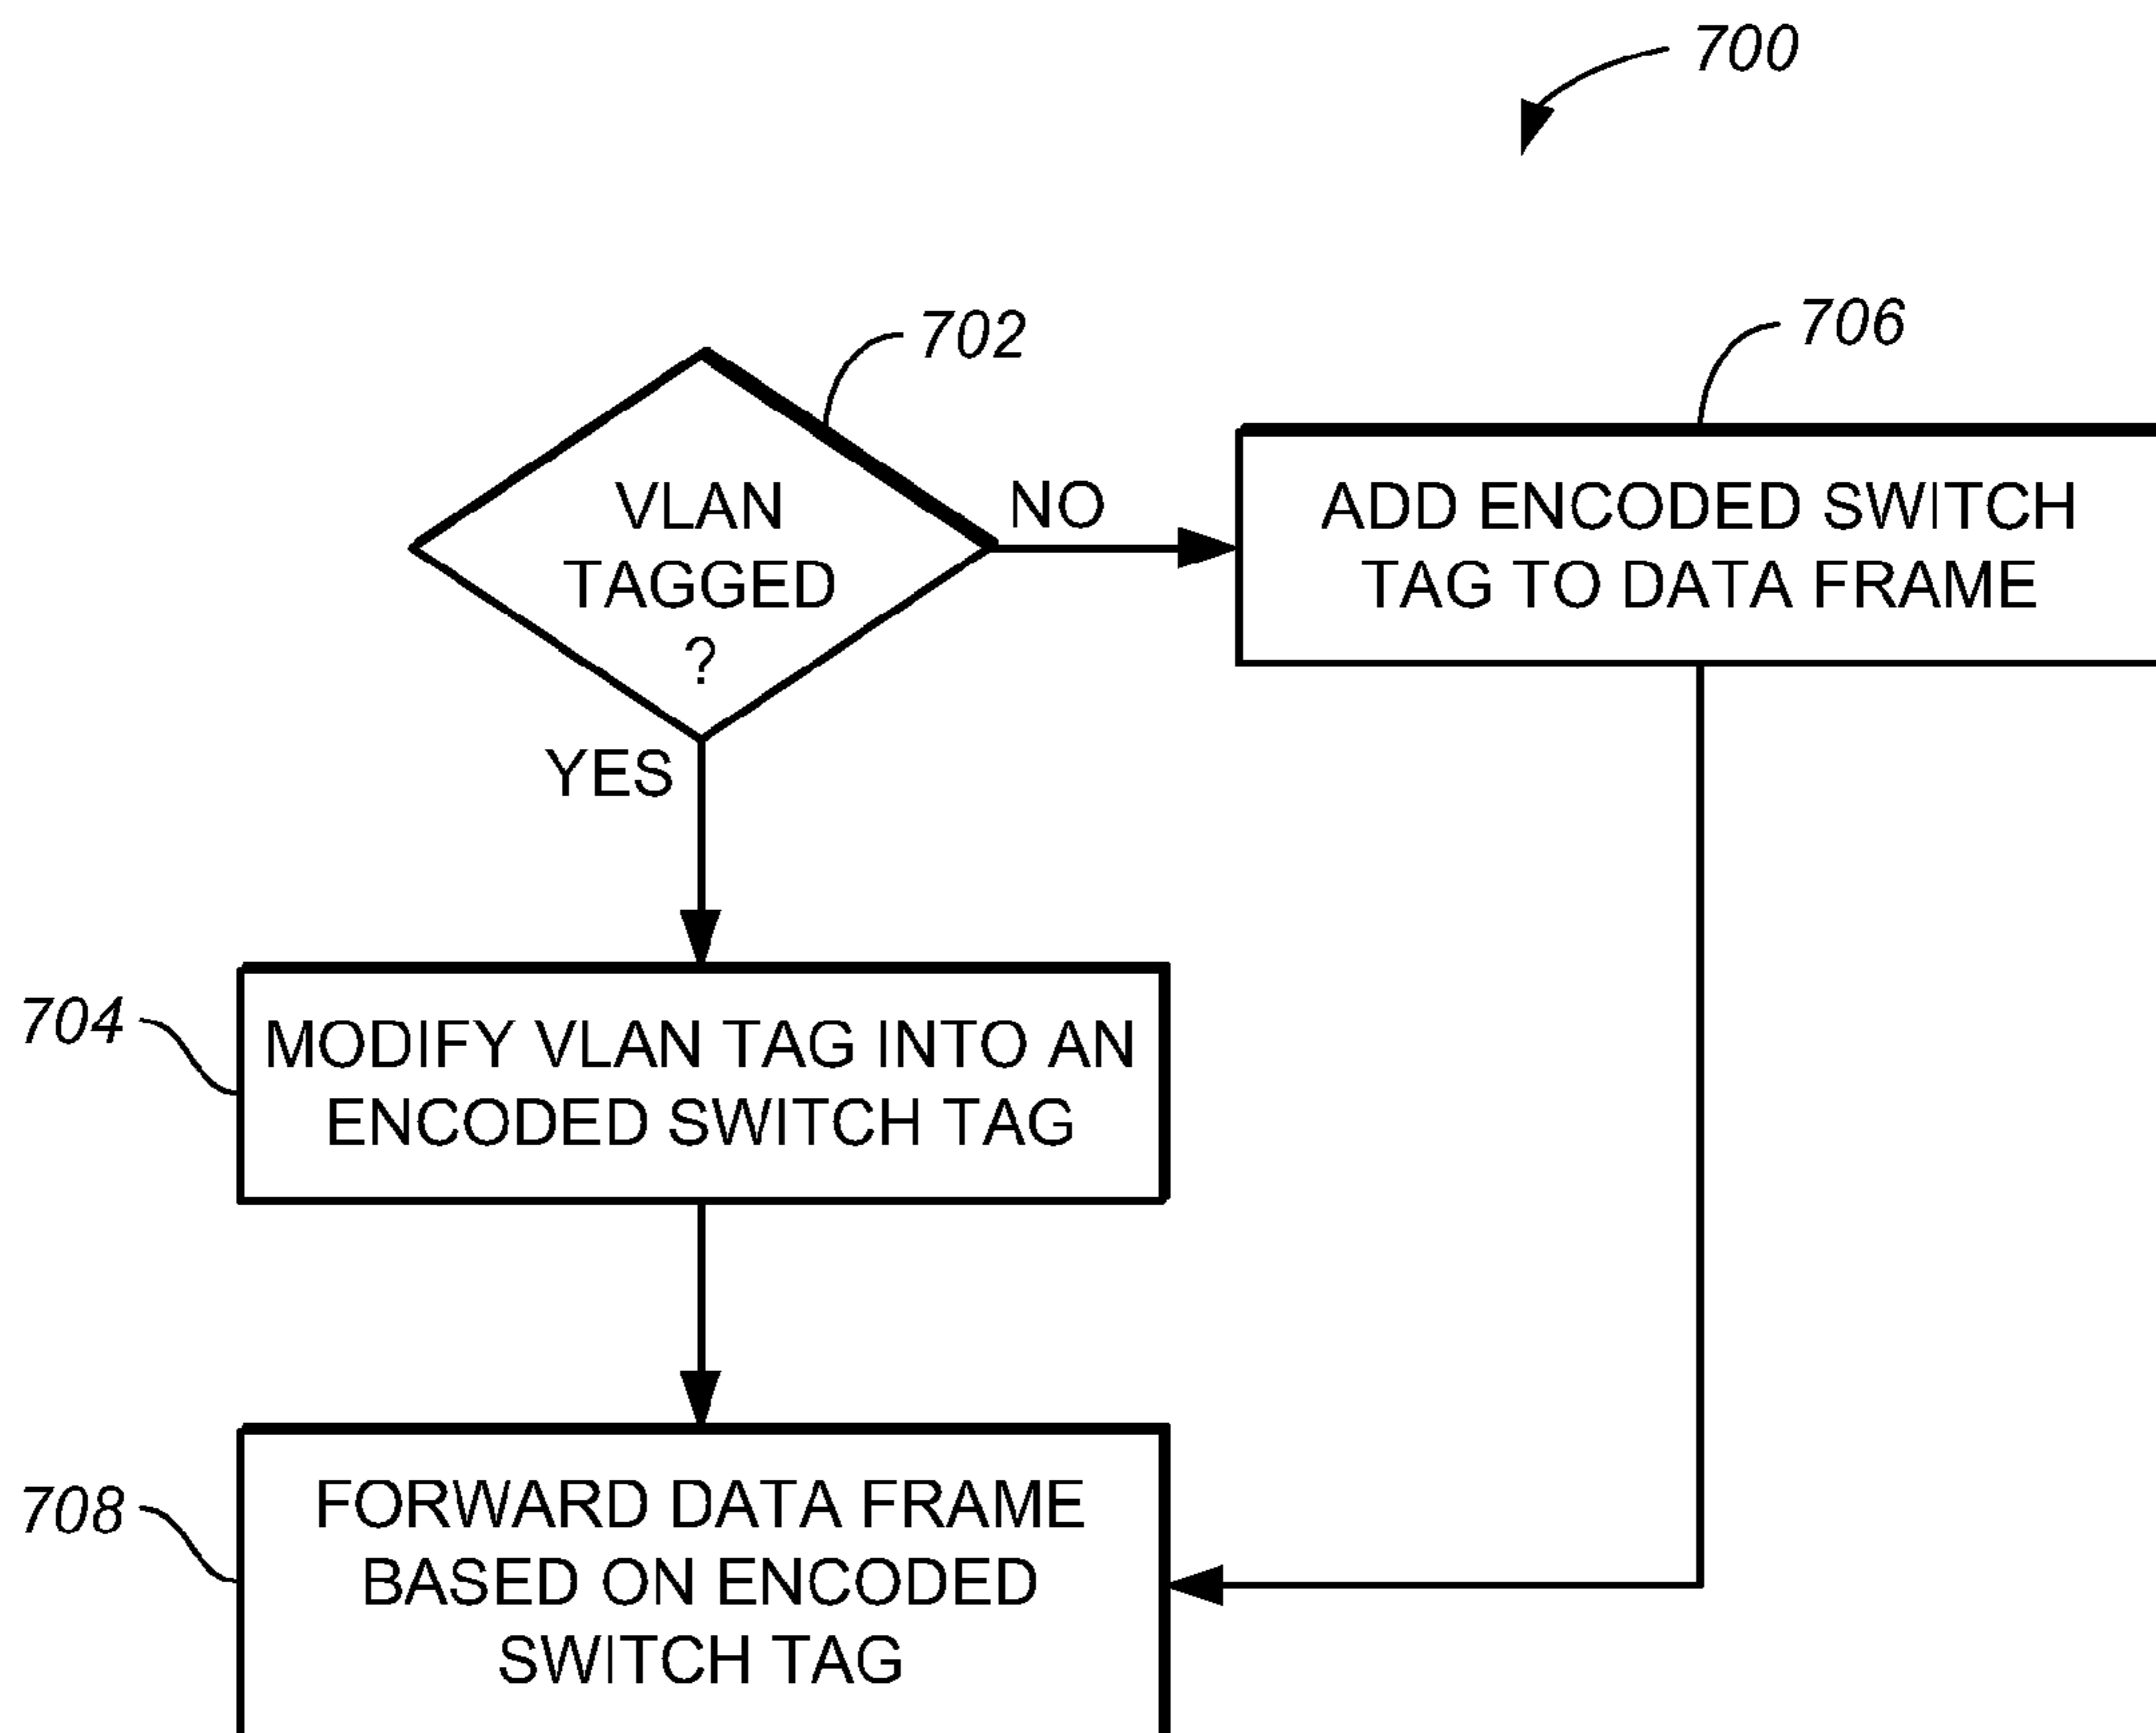 700
702
706
VLAN
TAGGED
?
NO
ADD ENCODED SWITCH
TAG TO DATA FRAME
YES
704
MODIFY VLAN TAG INTO AN
ENCODED SWITCH TAG
708
FORWARD DATA FRAME
BASED ON ENCODED
SWITCH TAG